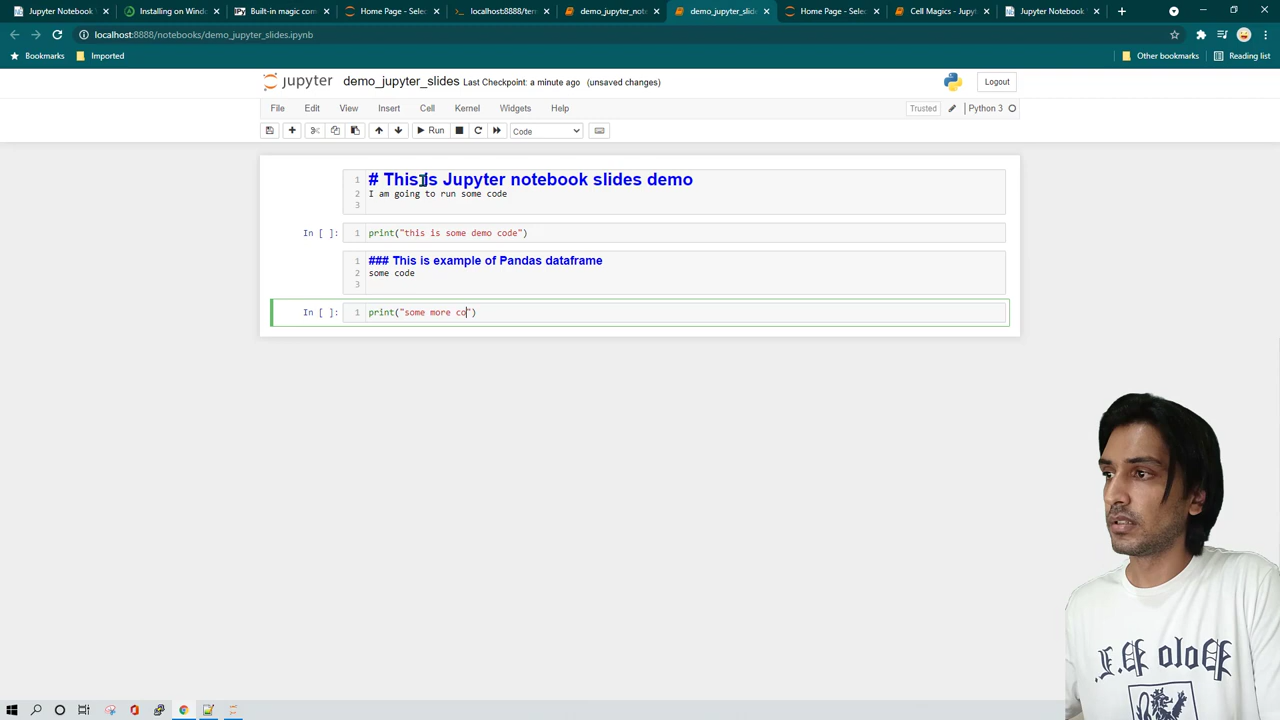 Jupyter Notebook
Installing on Windo
Built-in magic com
Home Page - Selec
localhost:8888/ter
demo_jupyter_note
demo_jupyter_slide
Home Page - Selec
Cell Magics - Jupyt
Jupyter Notebook
localhost:8888/notebooks/demo_jupyter_slides.ipynb
Bookmarks
Imported
Other bookmarks
Reading list
jupyter
demo_jupyter_slides Last Checkpoint: a minute ago (unsaved changes)
Logout
File Edit View Insert Cell Kernel Widgets Help
Trusted
Python 3
Run
Code
1 # This is Jupyter notebook slides demo
2 I am going to run some code
3
In [ ]: 1 print("this is some demo code")
1 ### This is example of Pandas dataframe
2 some code
3
In [ ]: 1 print("some more co")